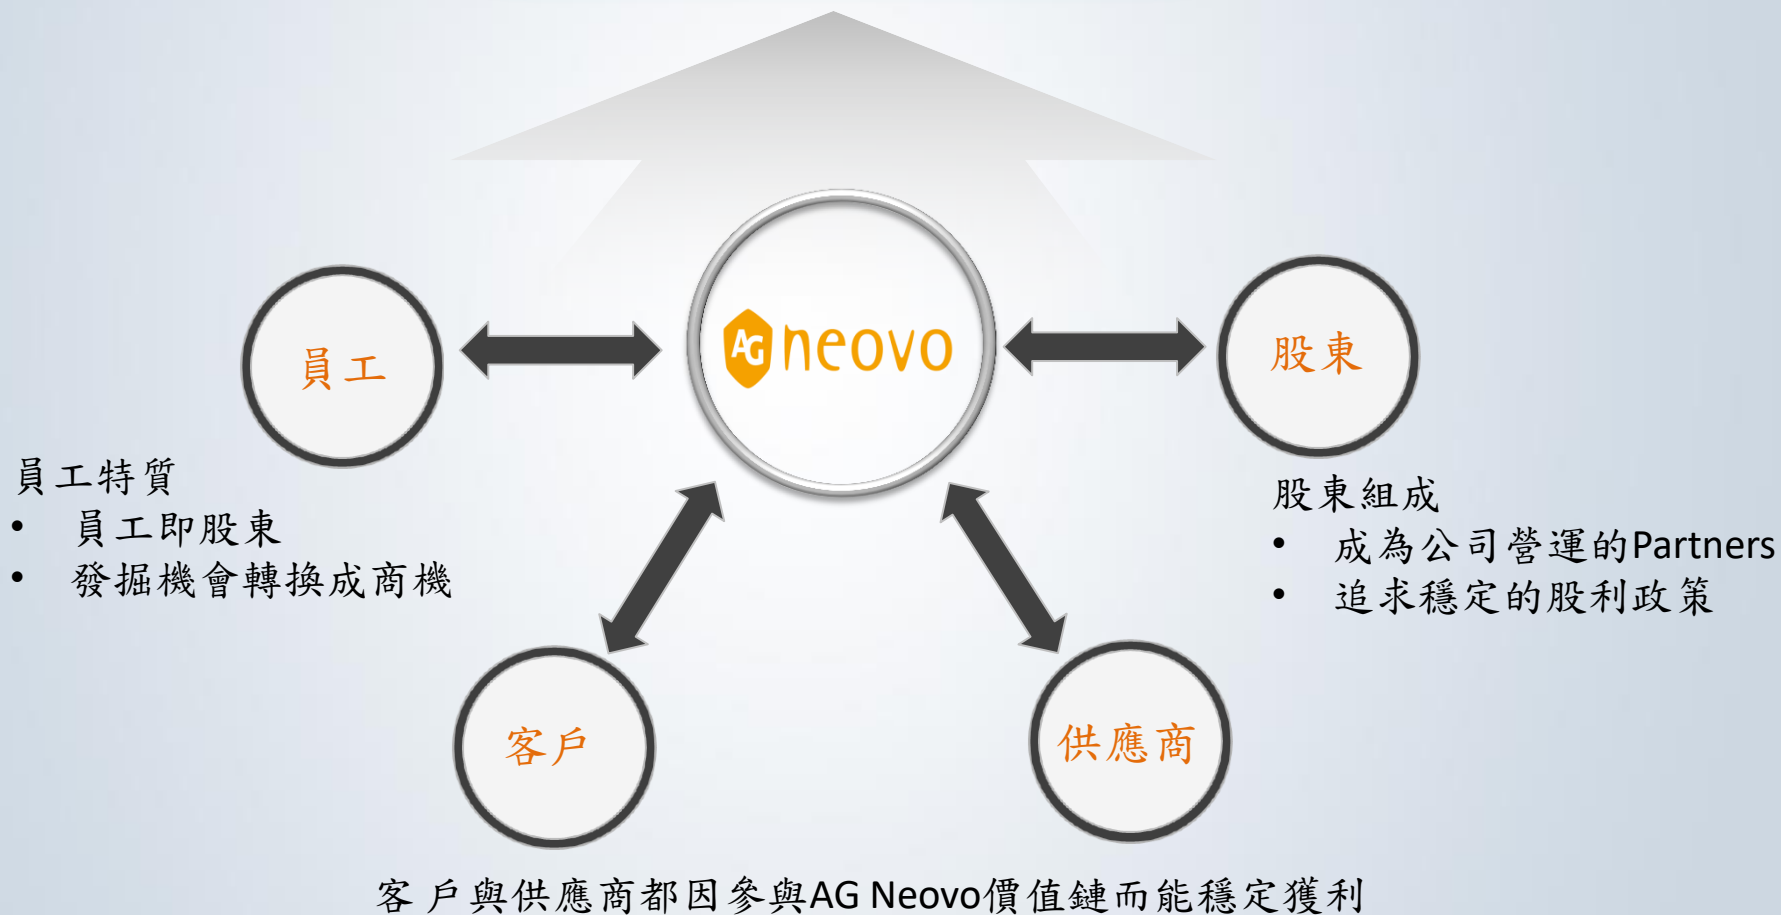 AG neovo
員工
股東
員工特質
• 員工即股東
• 發掘機會轉換成商機
股東組成
• 成為公司營運的Partners
• 追求穩定的股利政策
客戶
供應商
客戶與供應商都因參與AG Neovo價值鏈而能穩定獲利